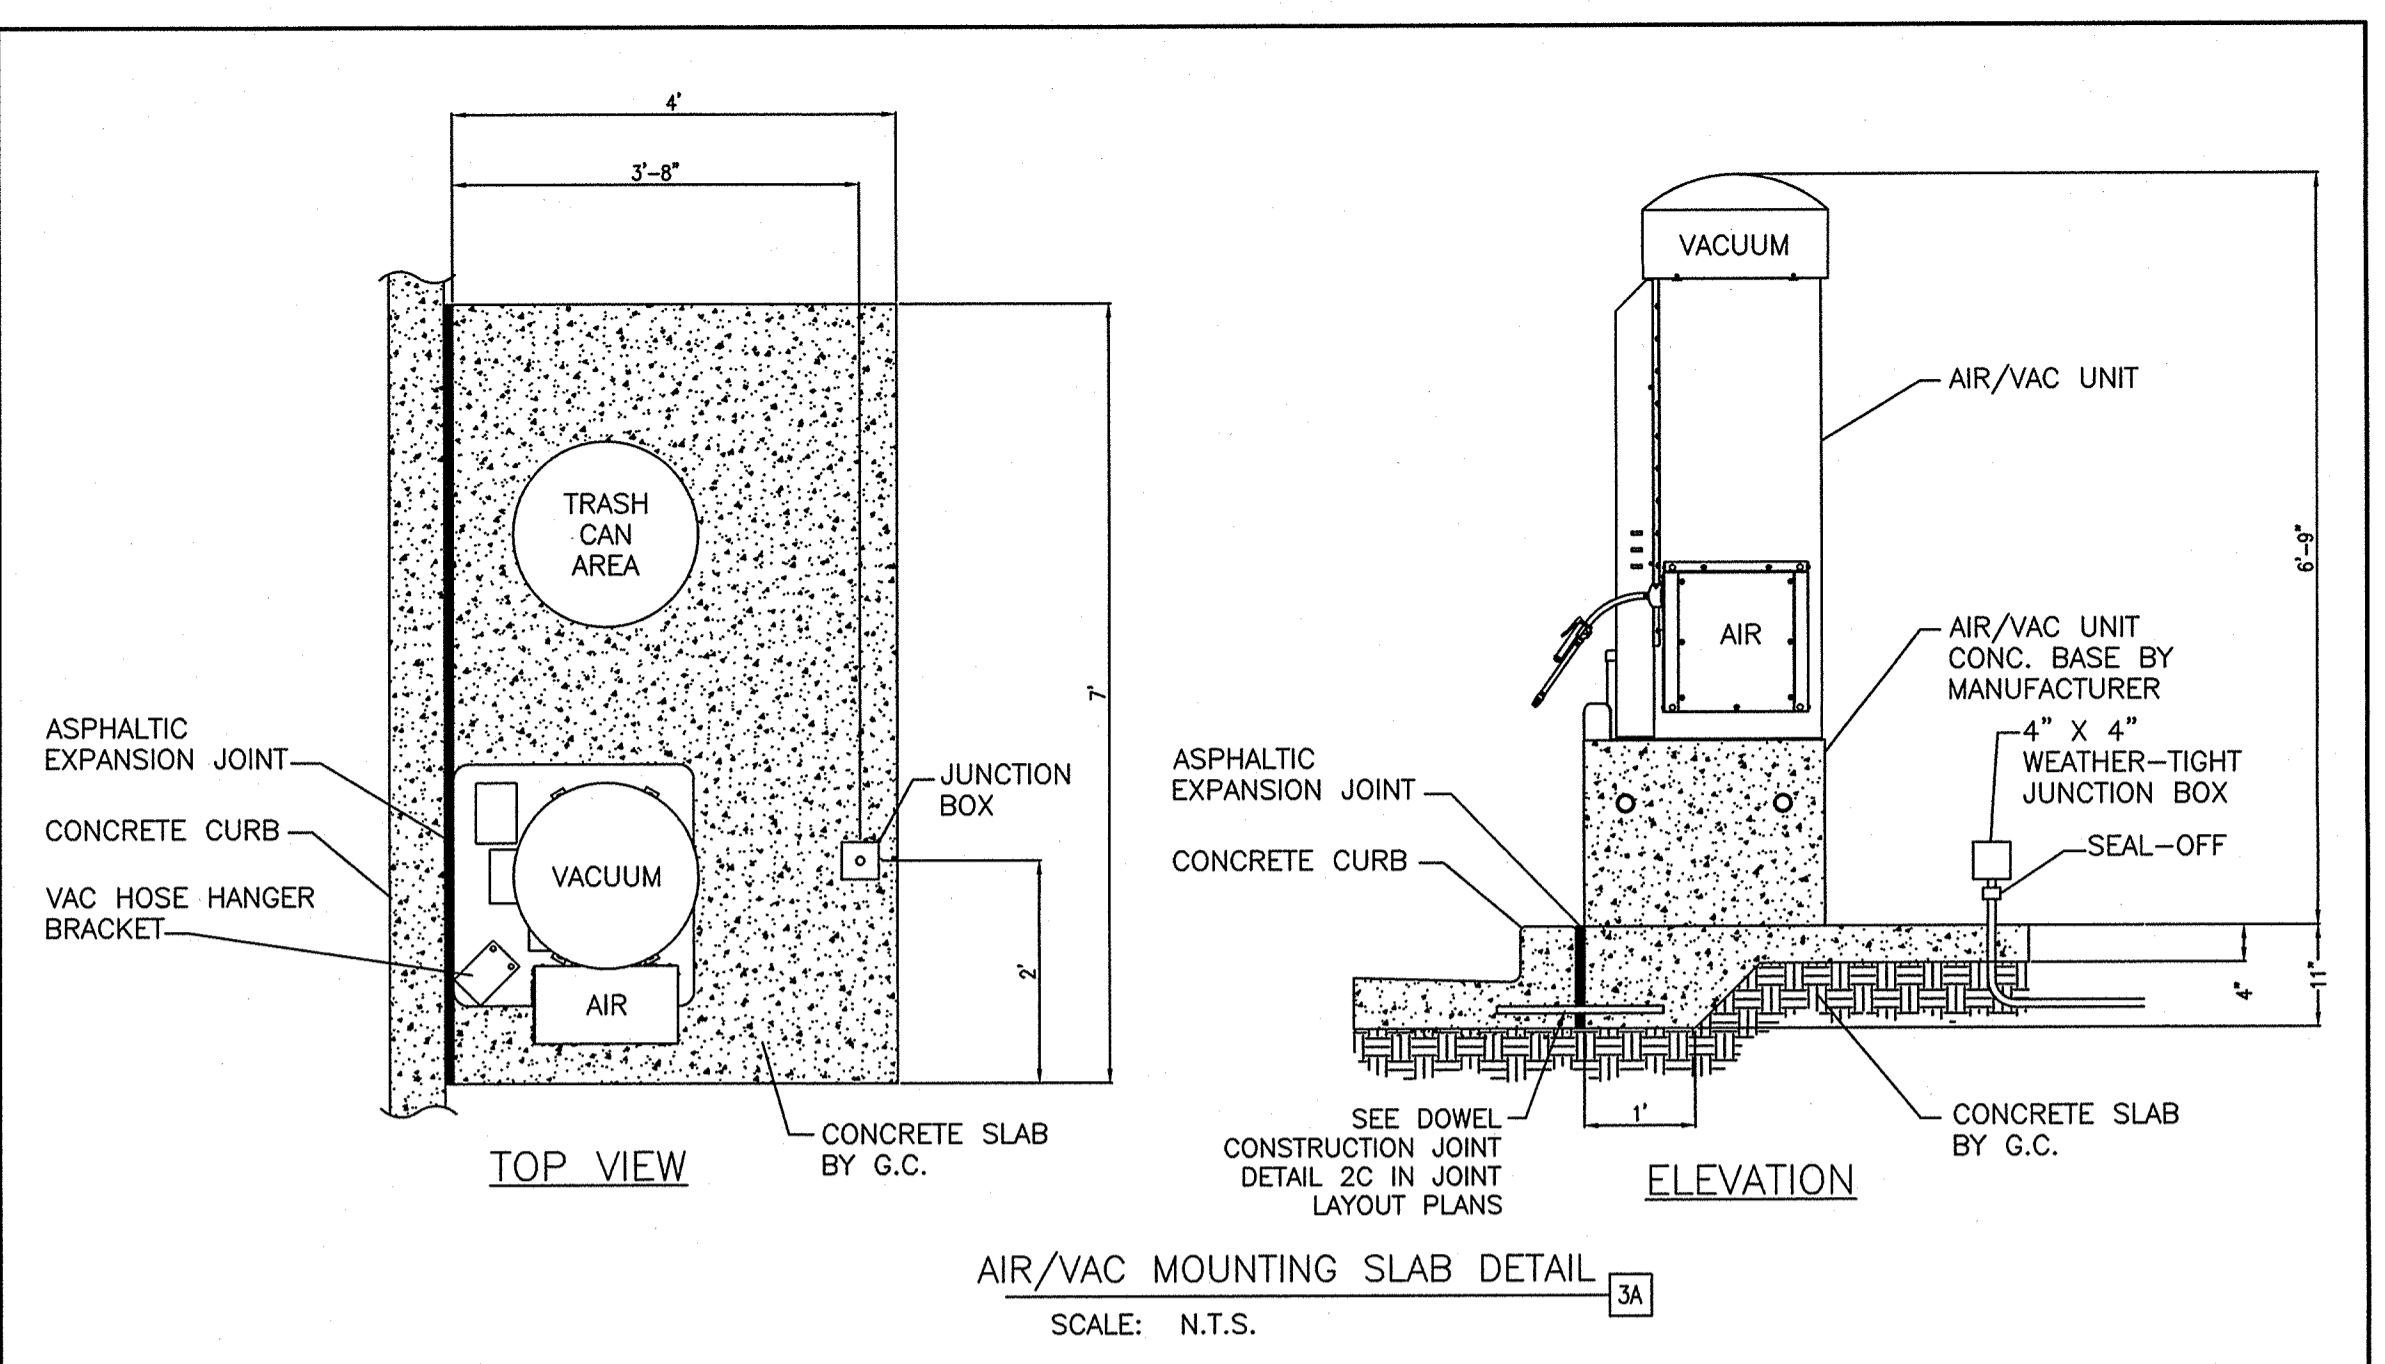 4'
3'-8"
TRASH
CAN
AREA
7'
ASPHALTIC
EXPANSION JOINT
CONCRETE CURB
VAC HOSE HANGER
BRACKET
JUNCTION
BOX
VACUUM
AIR
2'
CONCRETE SLAB
BY G.C.
TOP VIEW
VACUUM
AIR/VAC UNIT
6'-9"
AIR
AIR/VAC UNIT
CONC. BASE BY
MANUFACTURER
4" X 4"
WEATHER-TIGHT
JUNCTION BOX
SEAL-OFF
ASPHALTIC
EXPANSION JOINT
CONCRETE CURB
4"
11"
1'
SEE DOWEL
CONSTRUCTION JOINT
DETAIL 2C IN JOINT
LAYOUT PLANS
CONCRETE SLAB
BY G.C.
ELEVATION
AIR/VAC MOUNTING SLAB DETAIL
3A
SCALE: N.T.S.